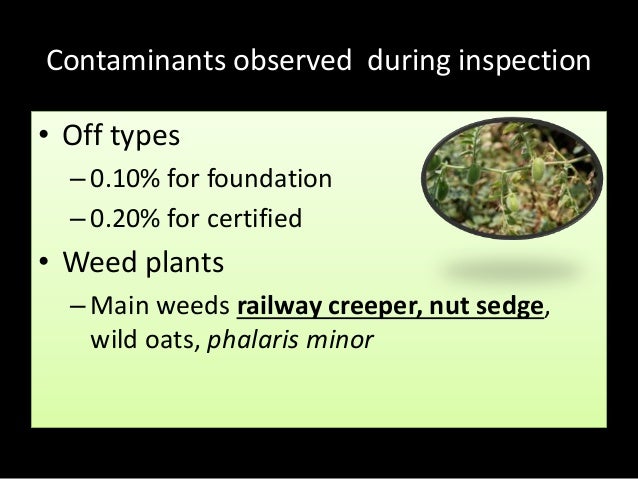 Contaminants observed during inspection
• Off types
– 0.10% for foundation
– 0.20% for certified
• Weed plants
– Main weeds railway creeper, nut sedge,
wild oats, phalaris minor